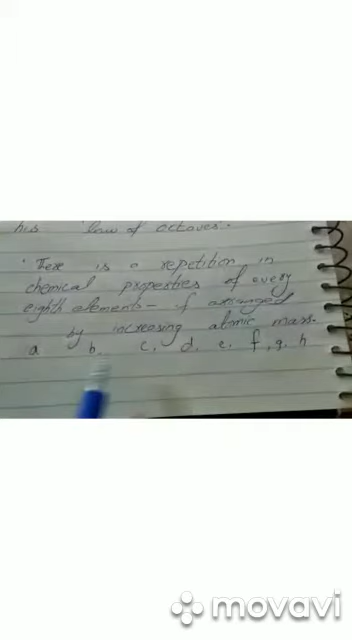 his "law of octaves".
"There is a repetition in
chemical properties of every
eighth elements - if arranged
by increasing atomic mass.
a b, c, d, e, f, g, h
movavi